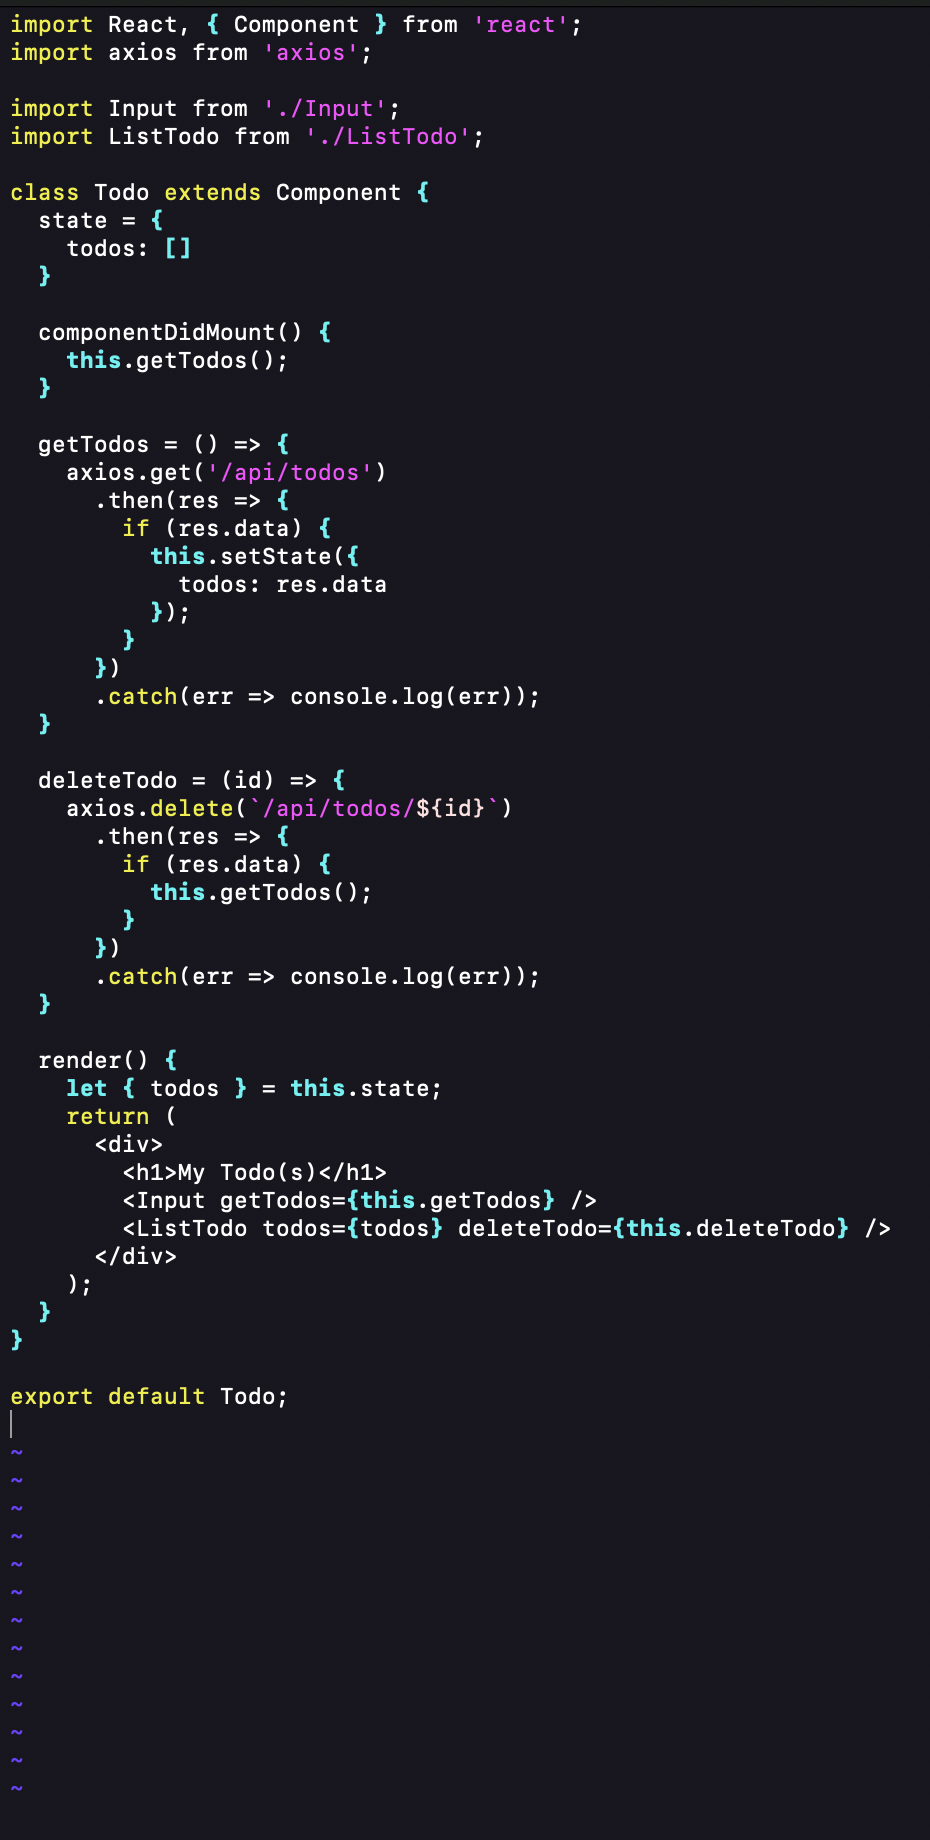 import React, { Component } from 'react';
import axios from 'axios';

import Input from './Input';
import ListTodo from './ListTodo';

class Todo extends Component {
  state = {
    todos: []
  }

  componentDidMount() {
    this.getTodos();
  }

  getTodos = () => {
    axios.get('/api/todos')
      .then(res => {
        if (res.data) {
          this.setState({
            todos: res.data
          });
        }
      })
      .catch(err => console.log(err));
  }

  deleteTodo = (id) => {
    axios.delete(`/api/todos/${id}`)
      .then(res => {
        if (res.data) {
          this.getTodos();
        }
      })
      .catch(err => console.log(err));
  }

  render() {
    let { todos } = this.state;
    return (
      <div>
        <h1>My Todo(s)</h1>
        <Input getTodos={this.getTodos} />
        <ListTodo todos={todos} deleteTodo={this.deleteTodo} />
      </div>
    );
  }
}

export default Todo;

~
~
~
~
~
~
~
~
~
~
~
~
~